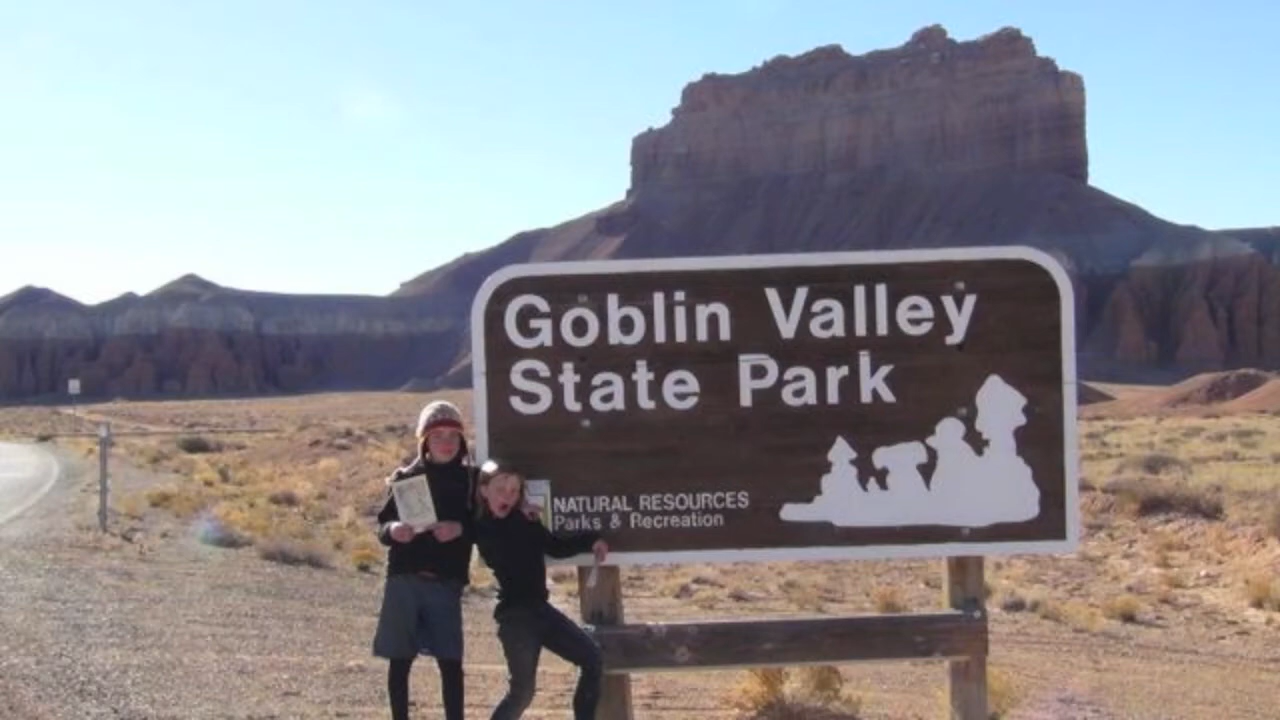 Goblin Valley
State Park
NATURAL RESOURCES
Parks & Recreation